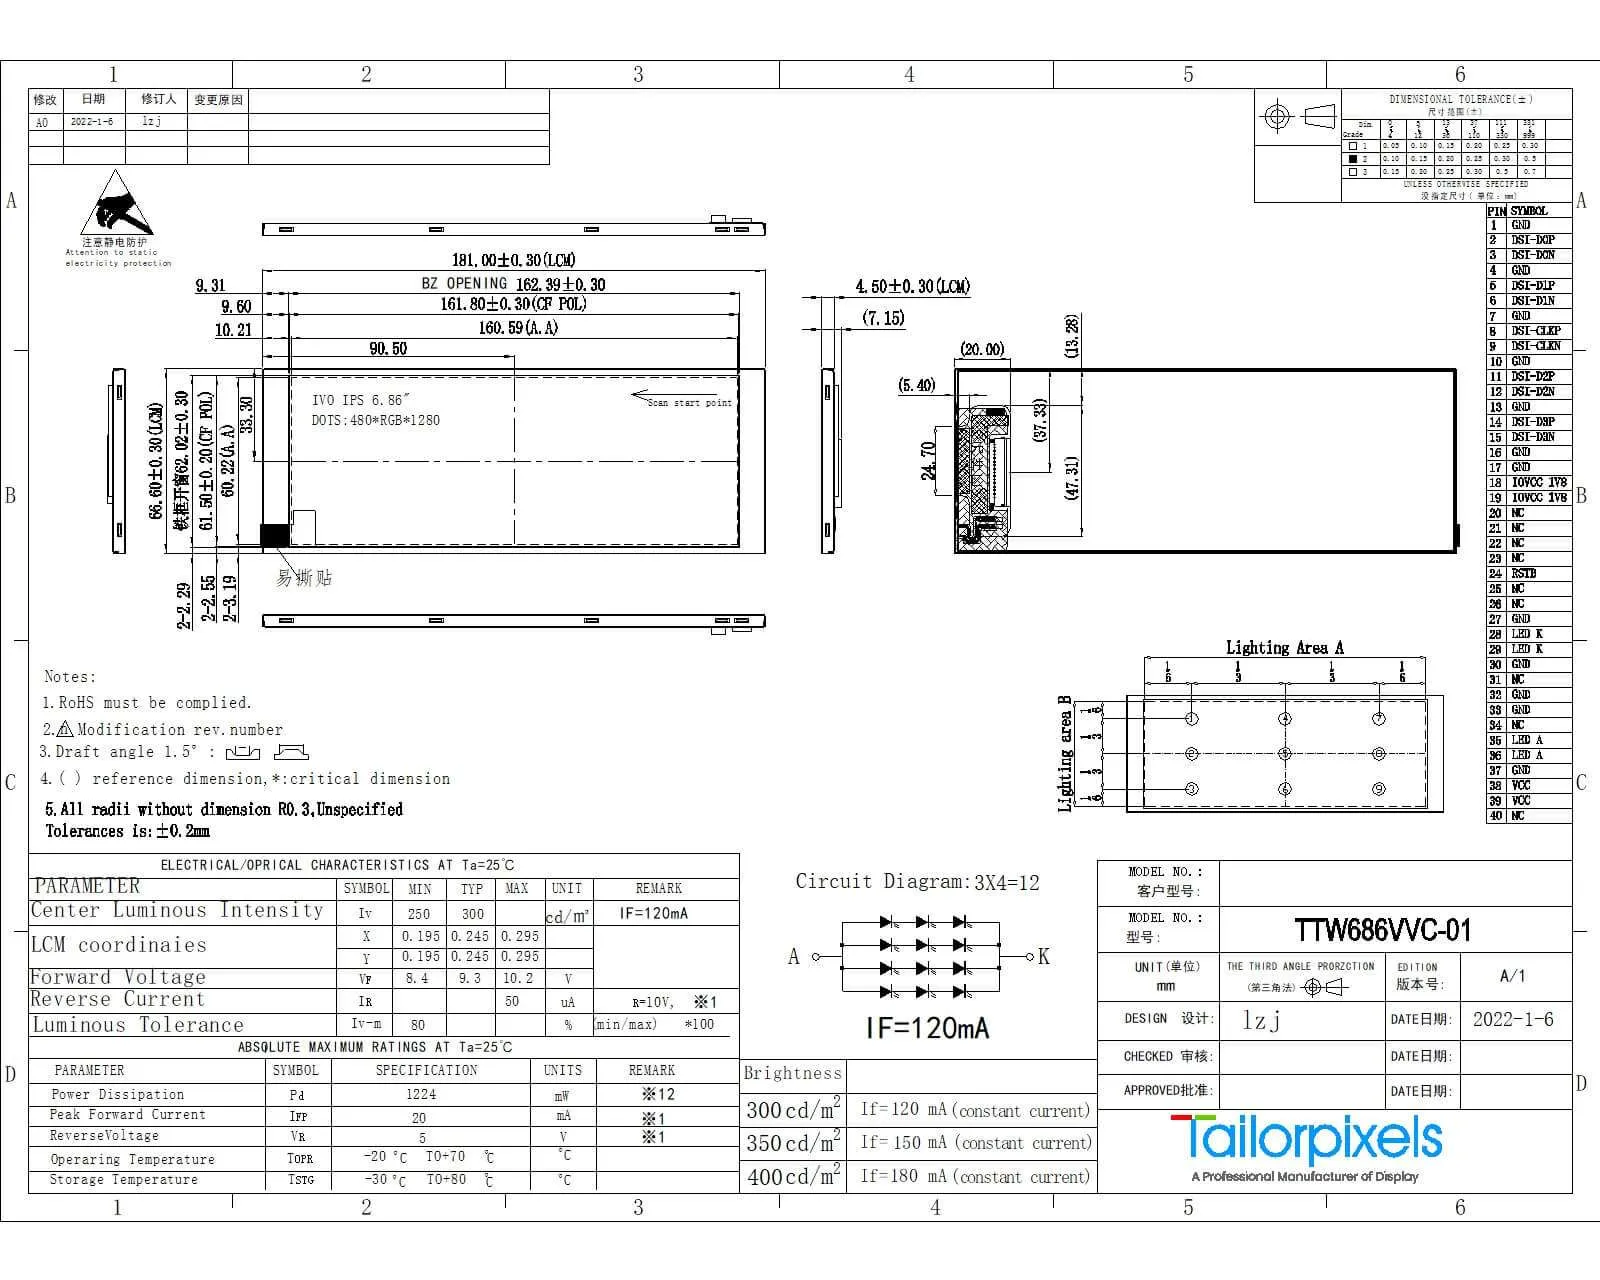 1 2 3 4 5 6
修改 日期 修订人 变更原因
A0 2022-1-6 lzj
DIMENSIONAL TOLERANCE(±)
尺寸范围(±)
Dim.
Grade
1 0.05 0.10 0.15 0.20 0.25 0.30
2 0.10 0.15 0.20 0.25 0.30 0.5
3 0.15 0.20 0.25 0.30 0.5 0.7
UNLESS OTHERWISE SPECIFIED
没指定尺寸( 单位: mm)
A
A
注意静电防护
Attention to static
electricity protection
181.00±0.30(LCM)
9.31
BZ OPENING 162.39±0.30
9.60
161.80±0.30(CF POL)
10.21
160.59(A.A)
90.50
IVO IPS 6.86″
DOTS:480*RGB*1280
Scan start point
66.60±0.30(LCM)
铁框开窗62.02±0.30
61.50±0.20(CF POL)
60.22(A.A)
33.30
2-2.29
2-2.55
2-3.19
易撕贴
4.50±0.30(LCM)
(7.15)
(20.00)
(13.28)
(5.40)
(37.33)
24.70
(47.31)
B
B
PIN SYMBOL
1 GND
2 DSI-D0P
3 DSI-D0N
4 GND
5 DSI-D1P
6 DSI-D1N
7 GND
8 DSI-CLKP
9 DSI-CLKN
10 GND
11 DSI-D2P
12 DSI-D2N
13 GND
14 DSI-D3P
15 DSI-D3N
16 GND
17 GND
18 IOVCC 1V8
19 IOVCC 1V8
20 NC
21 NC
22 NC
23 NC
24 RSTB
25 NC
26 NC
27 GND
28 LED K
29 LED K
30 GND
31 NC
32 GND
33 GND
34 NC
35 LED A
36 LED A
37 GND
38 VCC
39 VCC
40 NC
Lighting Area A
1/6 1/3 1/3 1/6
Lighting area B
1/6 1/3 1/3 1/6
Notes:
1.RoHS must be complied.
2. Modification rev.number
3.Draft angle 1.5° :
4.( ) reference dimension,*:critical dimension
5.All radii without dimension R0.3,Unspecified
Tolerances is:±0.2mm
C
C
ELECTRICAL/OPRICAL CHARACTERISTICS AT Ta=25℃
PARAMETER SYMBOL MIN TYP MAX UNIT REMARK
Center Luminous Intensity Iv 250 300 cd/m² IF=120mA
LCM coordinaies X 0.195 0.245 0.295
Y 0.195 0.245 0.295
Forward Voltage VF 8.4 9.3 10.2 V
Reverse Current IR 50 uA R=10V, ※1
Luminous Tolerance Iv-m 80 % (min/max) *100
ABSOLUTE MAXIMUM RATINGS AT Ta=25℃
PARAMETER SYMBOL SPECIFICATION UNITS REMARK
Power Dissipation Pd 1224 mW ※12
Peak Forward Current IFP 20 mA ※1
ReverseVoltage VR 5 V ※1
Operaring Temperature TOPR -20 ℃ TO+70 ℃ ℃
Storage Temperature TSTG -30 ℃ TO+80 ℃ ℃
Circuit Diagram:3X4=12
A K
IF=120mA
Brightness
300cd/m² If=120 mA(constant current)
350cd/m² If=150 mA(constant current)
400cd/m² If=180 mA(constant current)
MODEL NO.:
客户型号:
MODEL NO.:
型号:
TTW686VVC-01
UNIT(单位)
mm
THE THIRD ANGLE PRORZCTION
(第三角法)
EDITION
版本号:
A/1
DESIGN 设计: lzj DATE日期: 2022-1-6
CHECKED 审核: DATE日期:
APPROVED批准: DATE日期:
D
D
Tailorpixels
A Professional Manufacturer of Display
1 2 3 4 5 6